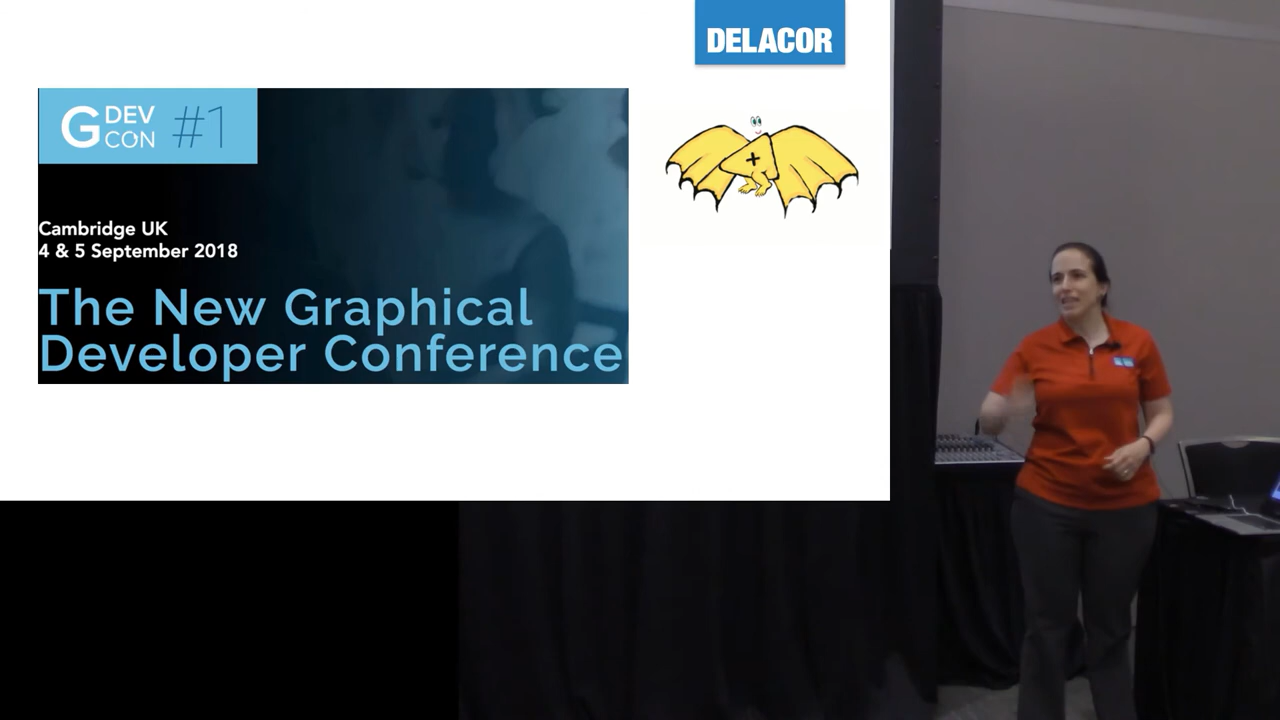 DELACOR
G DEV CON #1
Cambridge UK
4 & 5 September 2018
The New Graphical
Developer Conference